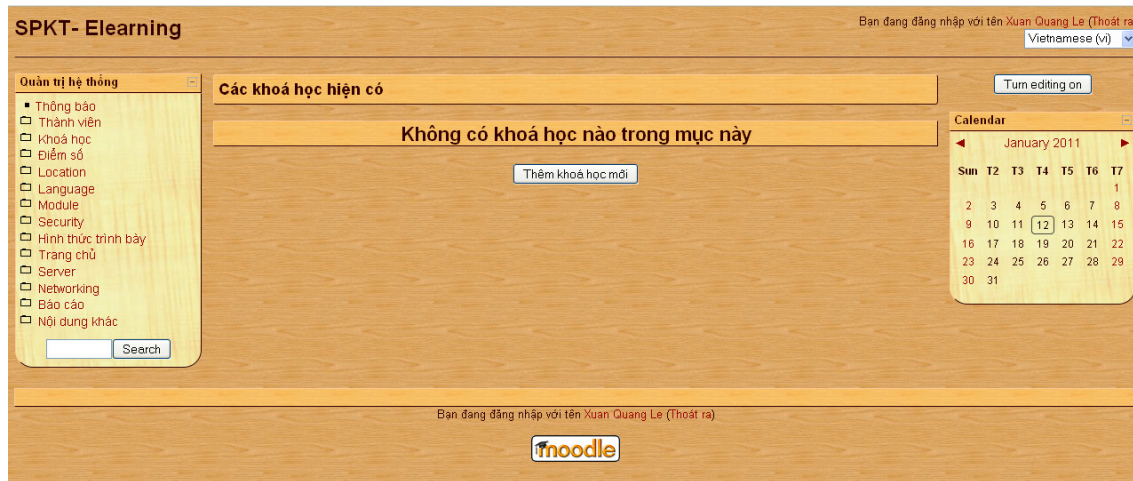 SPKT- Elearning
Bạn đang đăng nhập với tên Xuan Quang Le (Thoát ra
Vietnamese (vi)
Quản trị hệ thống
Thông báo
Thành viên
Khoá học
Điểm số
Location
Language
Module
Security
Hình thức trình bày
Trang chủ
Server
Networking
Báo cáo
Nội dung khác
Search
Các khoá học hiện có
Không có khoá học nào trong mục này
Thêm khoá học mới
Turn editing on
Calendar
January 2011
Sun T2 T3 T4 T5 T6 T7
1
2 3 4 5 6 7 8
9 10 11 12 13 14 15
16 17 18 19 20 21 22
23 24 25 26 27 28 29
30 31
Bạn đang đăng nhập với tên Xuan Quang Le (Thoát ra)
moodle